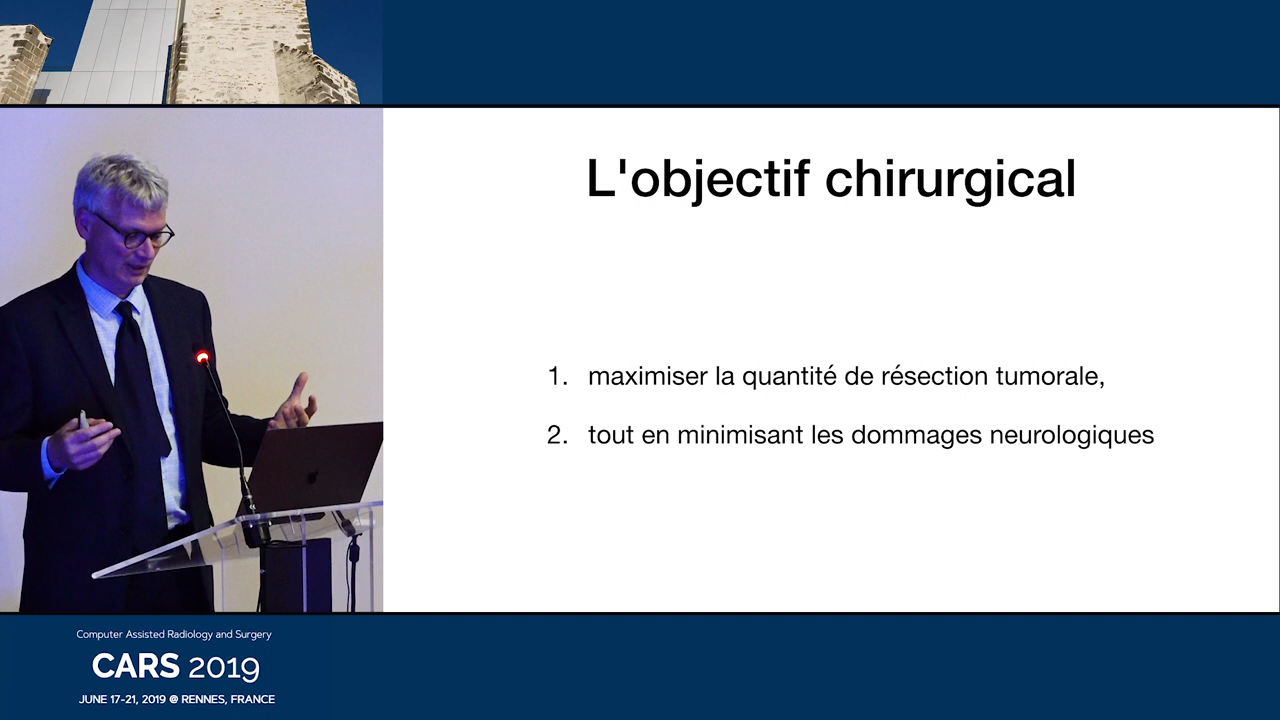 L'objectif chirurgical
1. maximiser la quantité de résection tumorale,
2. tout en minimisant les dommages neurologiques
Computer Assisted Radiology and Surgery
CARS 2019
JUNE 17-21, 2019 @ RENNES, FRANCE